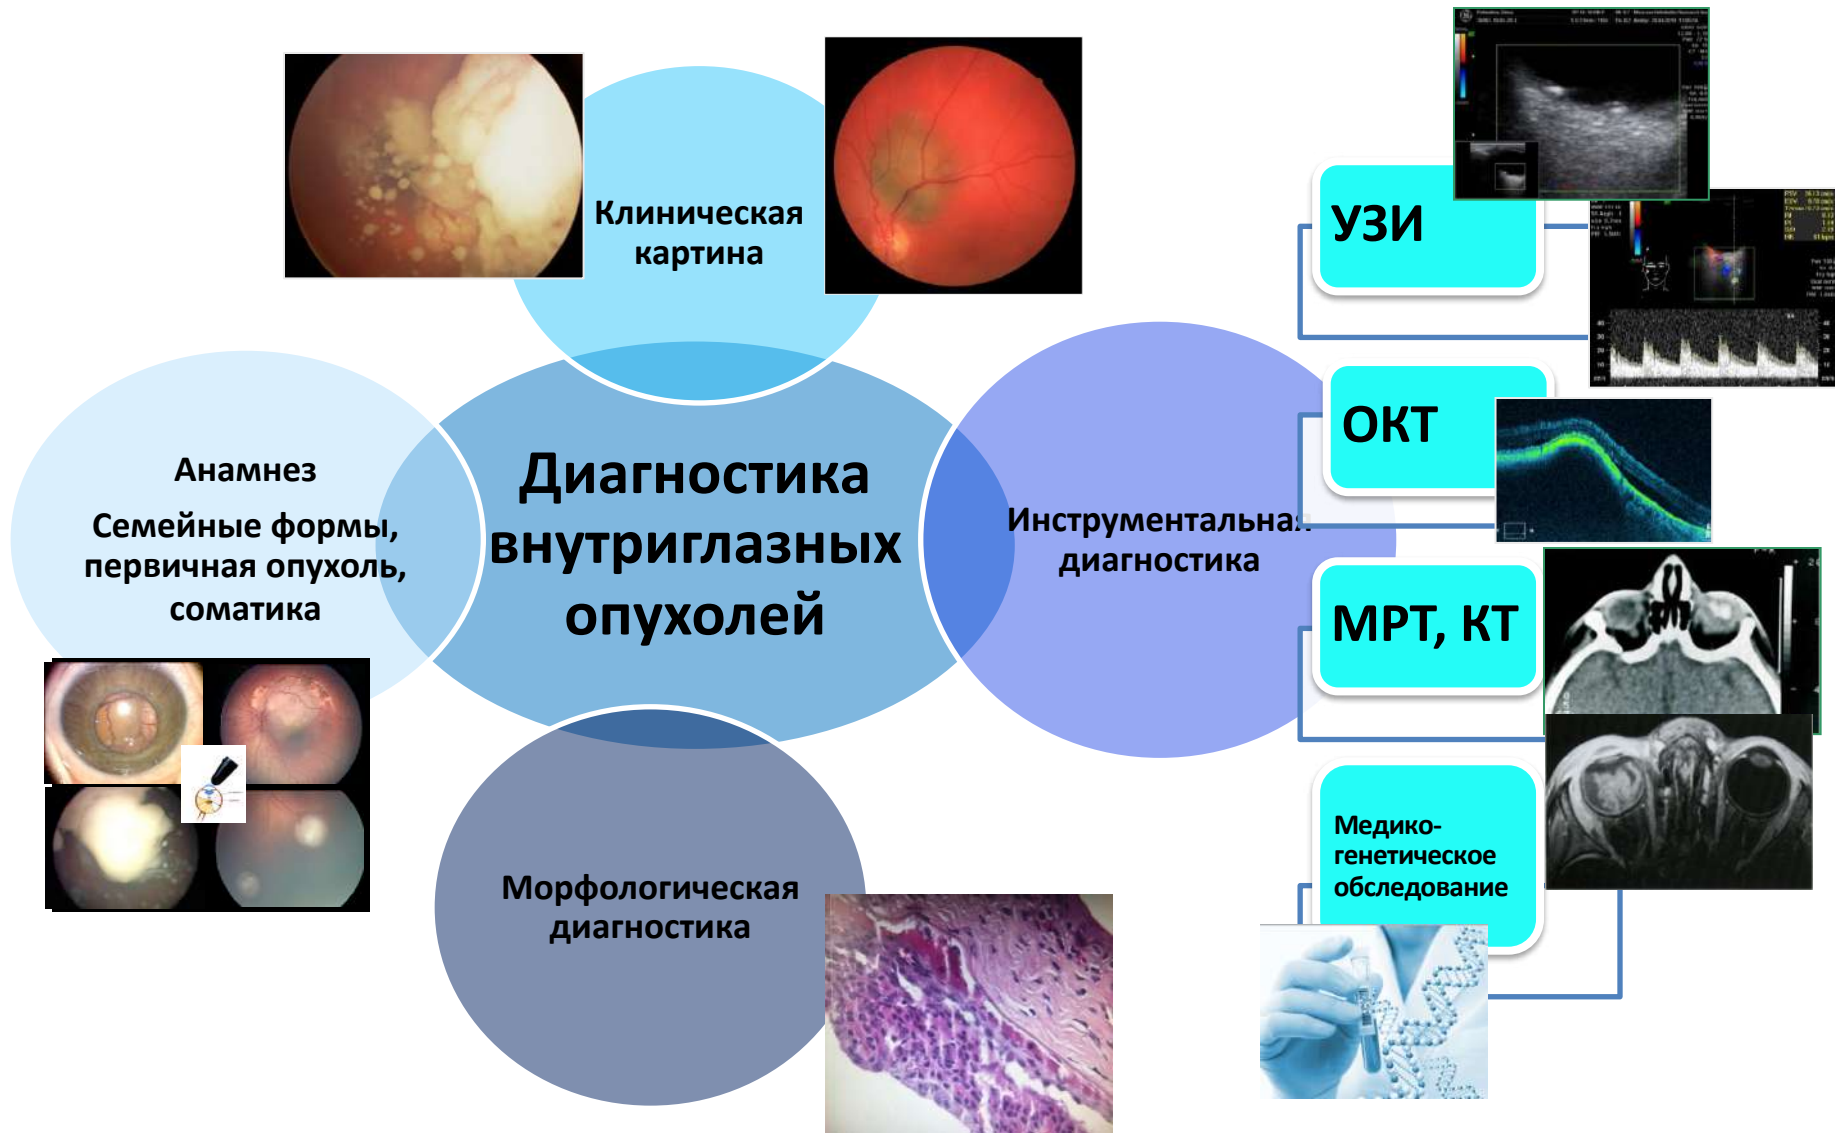 Клиническая
картина
Анамнез
Семейные формы,
первичная опухоль,
соматика
Диагностика
внутриглазных
опухолей
Инструментальная
диагностика
Морфологическая
диагностика
УЗИ
ОКТ
МРТ, КТ
Медико-
генетическое
обследование